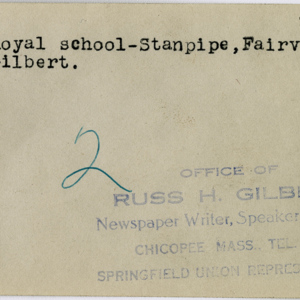 oyal school-Stanpipe,Fairv
ilbert.
2
OFFICE OF
RUSS H. GILB
Newspaper Writer, Speaker
CHICOPEE, MASS., TEL.
SPRINGFIELD UNION REPRES